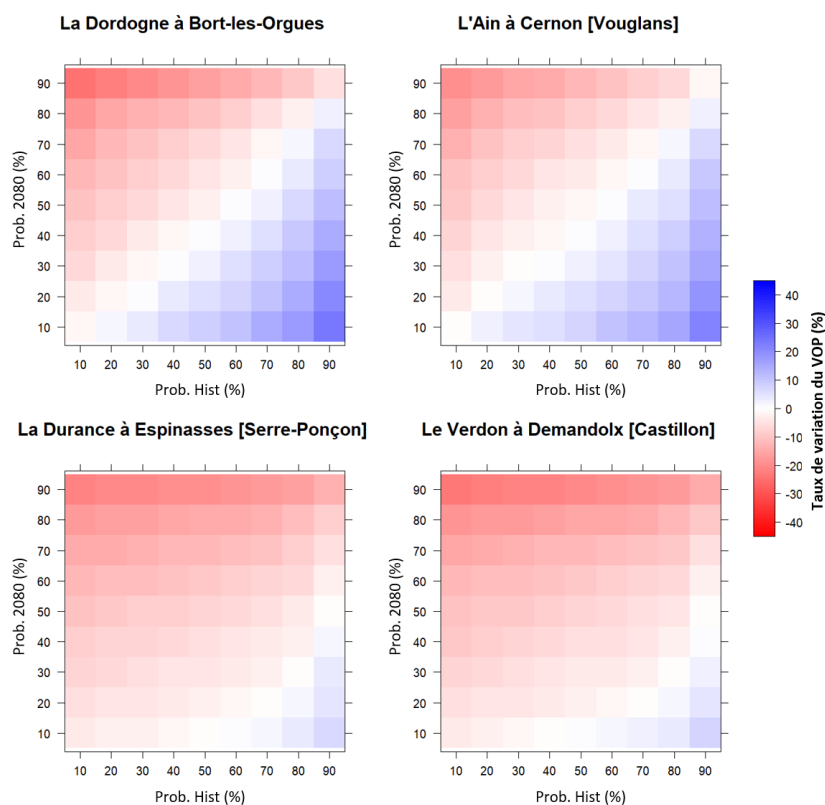 La Dordogne à Bort-les-Orgues
L'Ain à Cernon [Vouglans]
Prob. 2080 (%)
90
80
70
60
50
40
30
20
10
10 20 30 40 50 60 70 80 90
Prob. Hist (%)
Prob. 2080 (%)
90
80
70
60
50
40
30
20
10
10 20 30 40 50 60 70 80 90
Prob. Hist (%)
La Durance à Espinasses [Serre-Ponçon]
Le Verdon à Demandolx [Castillon]
Prob. 2080 (%)
90
80
70
60
50
40
30
20
10
10 20 30 40 50 60 70 80 90
Prob. Hist (%)
Prob. 2080 (%)
90
80
70
60
50
40
30
20
10
10 20 30 40 50 60 70 80 90
Prob. Hist (%)
40
30
20
10
0
-10
-20
-30
-40
Taux de variation du VOP (%)